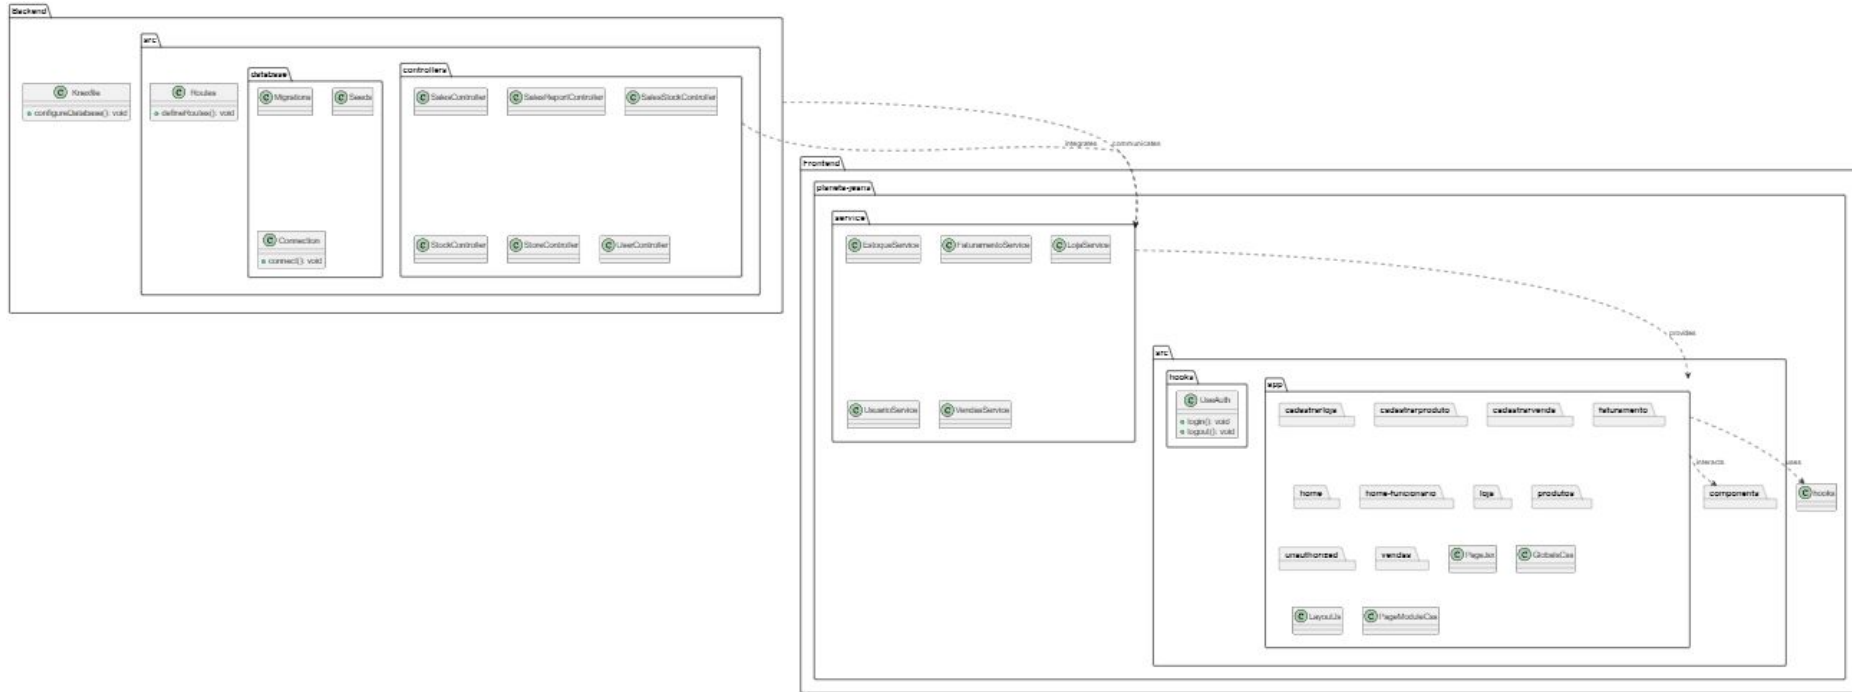 Backend
src
database
controllers
C Knexfile
configureDatabase(): void
C Routes
defineRoutes(): void
C Migrations
C Seeds
C SalesController
C SalesReportController
C SalesStockController
C Connection
connect(): void
C StockController
C StoreController
C UserController
integrates
communicates
Frontend
planeta-jeans
service
C EstoqueService
C FaturamentoService
C LojaService
C UsuarioService
C VendasService
provides
src
hooks
C UseAuth
login(): void
logout(): void
app
cadastrarloja
cadastrarproduto
cadastrarvenda
faturamento
interacts
uses
home
home-funcionario
loja
produtos
components
C hooks
unauthorized
vendas
C PageJsx
C GlobalsCss
C LayoutJs
C PageModuleCss